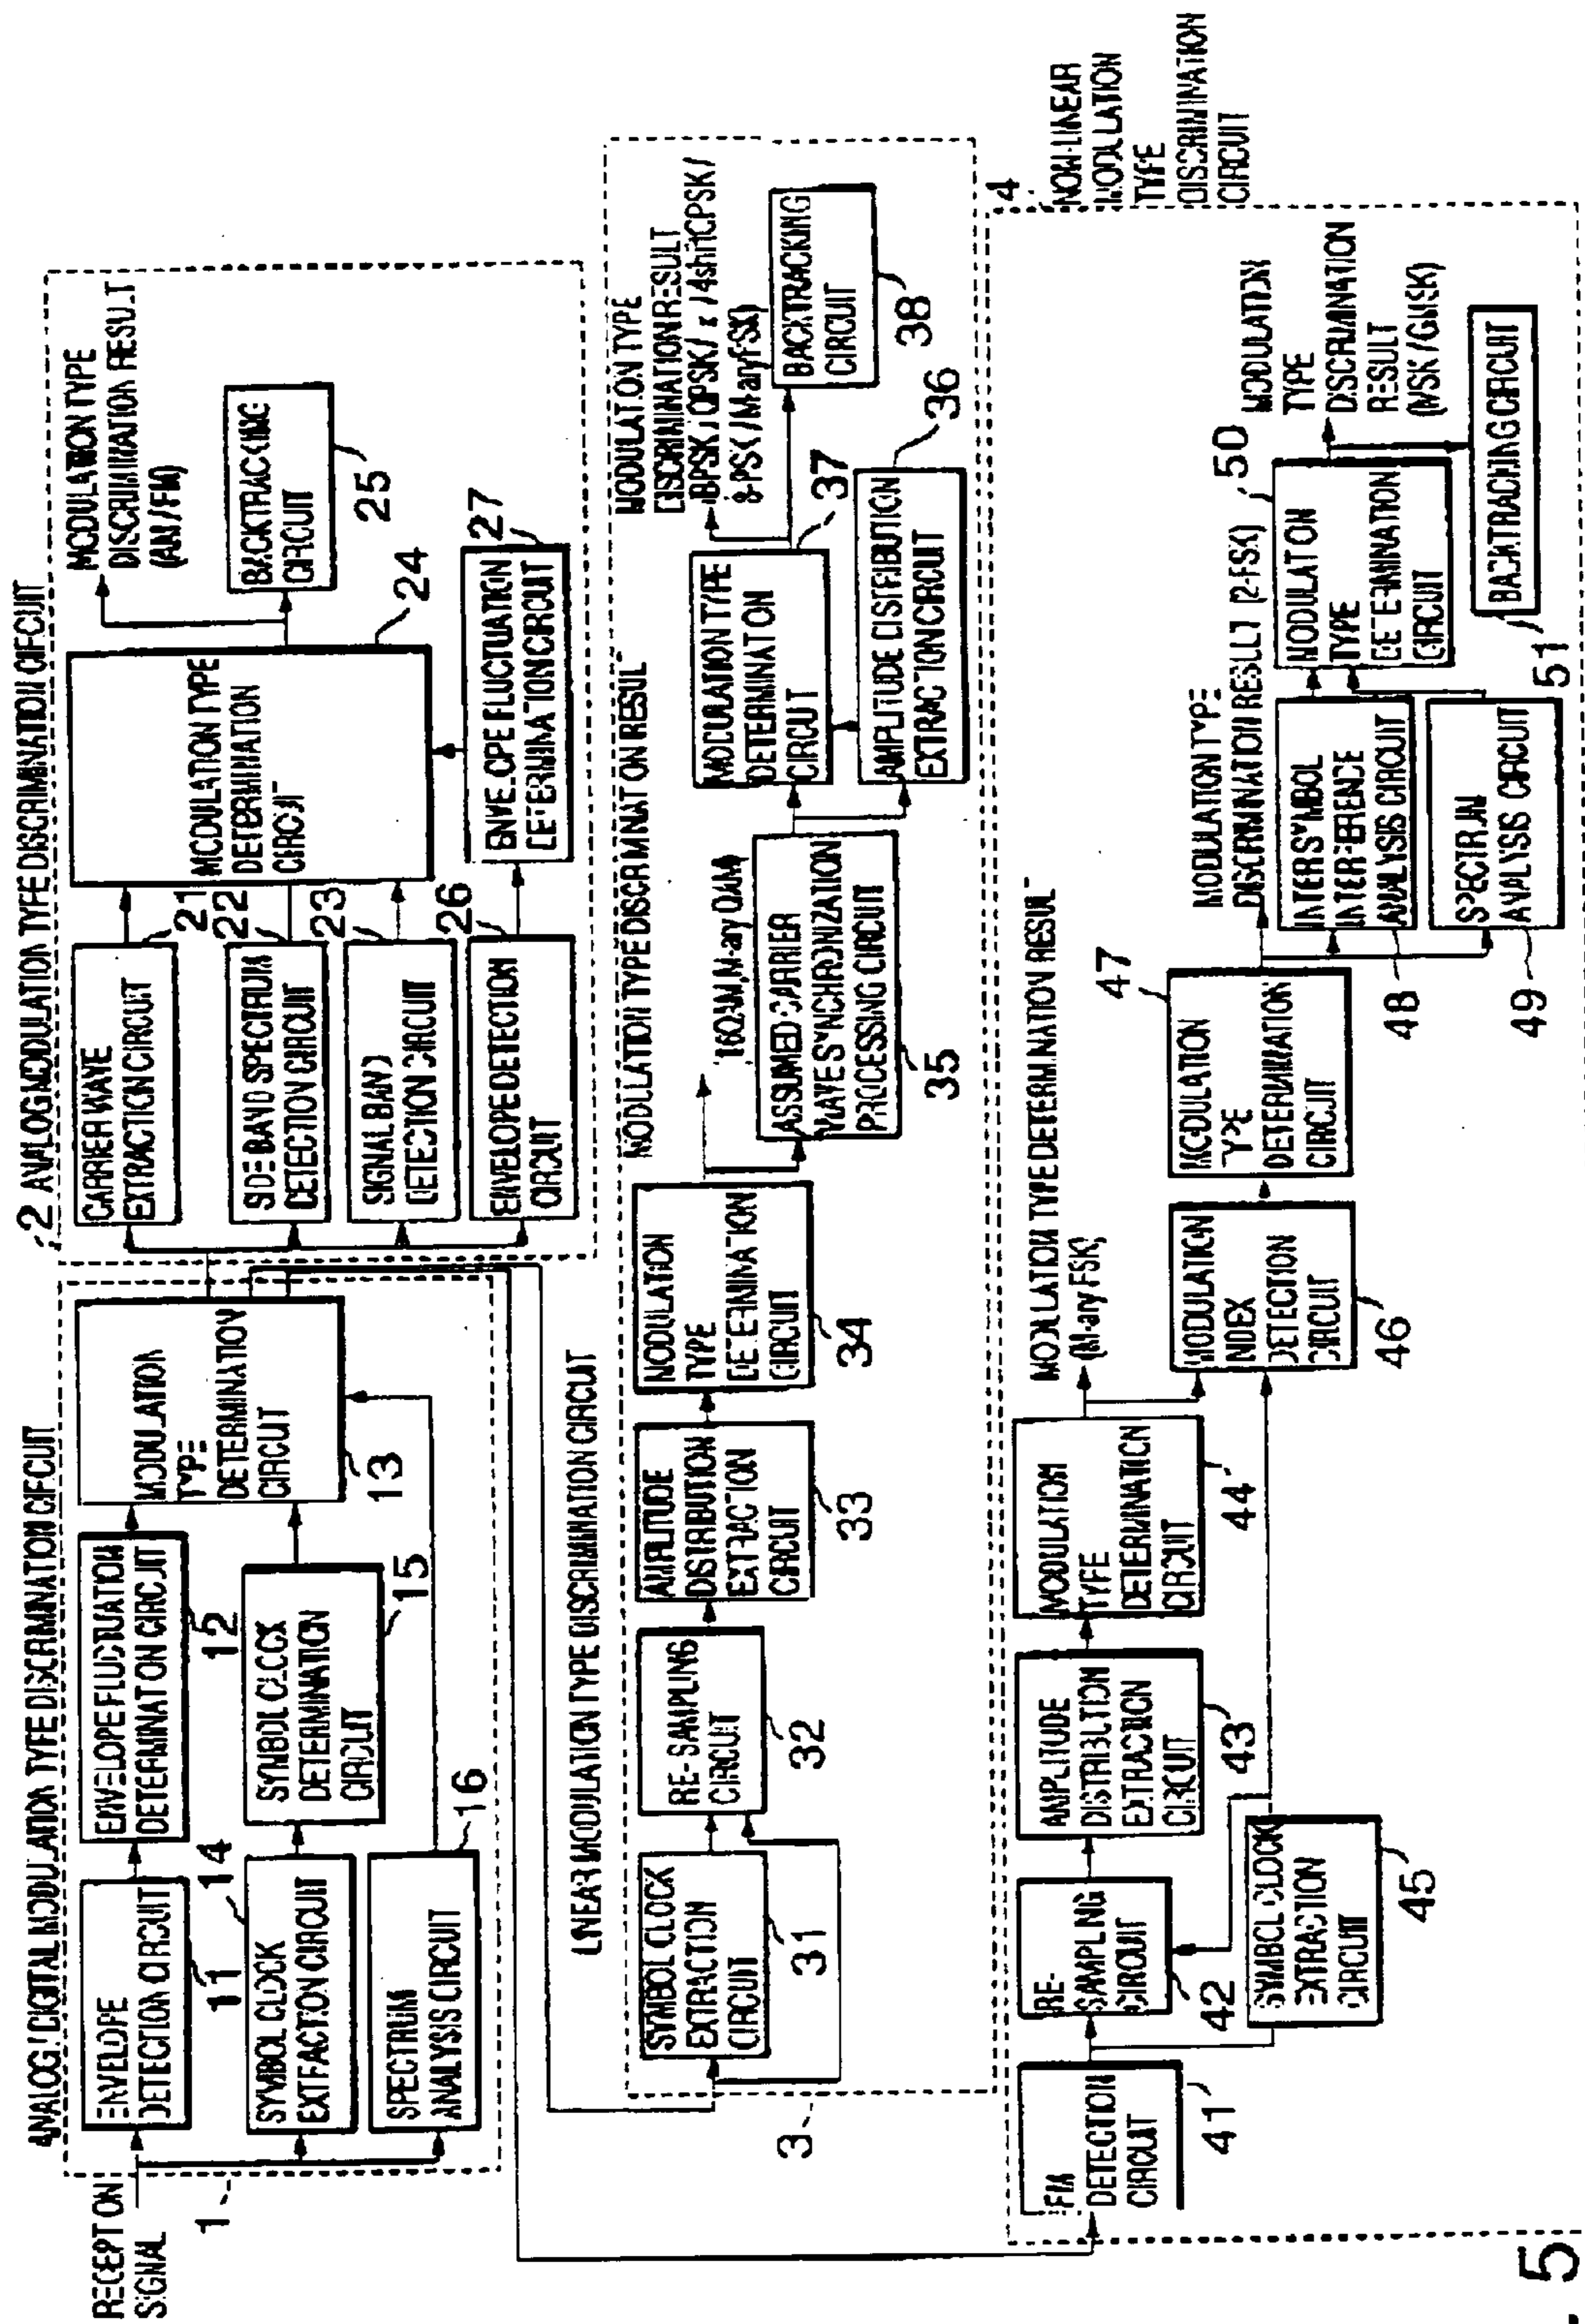 RECEPTION
SIGNAL
1
ANALOG / DIGITAL MODULATION TYPE DISCRIMINATION CIRCUIT
ENVELOPE
DETECTION CIRCUIT
11
ENVELOPE FLUCTUATION
DETERMINATION CIRCUIT
12
MODULATION
TYPE
DETERMINATION
CIRCUIT
13
SYMBOL CLOCK
EXTRACTION CIRCUIT
14
SYMBOL CLOCK
DETERMINATION
CIRCUIT
15
SPECTRUM
ANALYSIS CIRCUIT
16
2 ANALOG MODULATION TYPE DISCRIMINATION CIRCUIT
CARRIER WAVE
EXTRACTION CIRCUIT
21
SIDE BAND SPECTRUM
DETECTION CIRCUIT
22
SIGNAL BAND
DETECTION CIRCUIT
23
ENVELOPE DETECTION
CIRCUIT
26
MODULATION TYPE
DETERMINATION
CIRCUIT
24
ENVELOPE FLUCTUATION
DETERMINATION CIRCUIT
27
MODULATION TYPE
DISCRIMINATION RESULT
(AM/FM)
BACKTRACKING
CIRCUIT
25
LINEAR MODULATION TYPE DISCRIMINATION CIRCUIT
3
SYMBOL CLOCK
EXTRACTION
CIRCUIT
31
RE-SAMPLING
CIRCUIT
32
AMPLITUDE
DISTRIBUTION
EXTRACTION
CIRCUIT
33
MODULATION
TYPE
DETERMINATION
CIRCUIT
34
MODULATION TYPE DISCRIMINATION RESULT
16QAM, M-ary QAM
ASSUMED CARRIER
WAVE SYNCHRONIZATION
PROCESSING CIRCUIT
35
MODULATION TYPE
DETERMINATION
CIRCUIT
37
AMPLITUDE DISTRIBUTION
EXTRACTION CIRCUIT
36
MODULATION TYPE
DISCRIMINATION RESULT
(BPSK/QPSK/π/4shiftQPSK/
8-PSK/M-aryFSK)
BACKTRACKING
CIRCUIT
38
4
NON-LINEAR
MODULATION
TYPE
DISCRIMINATION
CIRCUIT
FM
DETECTION
CIRCUIT
41
RE-
SAMPLING
CIRCUIT
42
AMPLITUDE
DISTRIBUTION
EXTRACTION
CIRCUIT
43
MODULATION
TYPE
DETERMINATION
CIRCUIT
44
SYMBOL CLOCK
EXTRACTION
CIRCUIT
45
MODULATION TYPE DETERMINATION RESULT
(M-ary FSK)
MODULATION
INDEX
DETECTION
CIRCUIT
46
MODULATION
TYPE
DETERMINATION
CIRCUIT
47
MODULATION TYPE
DISCRIMINATION RESULT (2-FSK)
INTERSYMBOL
INTERFERENCE
ANALYSIS CIRCUIT
48
SPECTRUM
ANALYSIS CIRCUIT
49
MODULATION
TYPE
DETERMINATION
CIRCUIT
50
MODULATION
TYPE
DISCRIMINATION
RESULT
(MSK/GMSK)
BACKTRACKING CIRCUIT
51
5